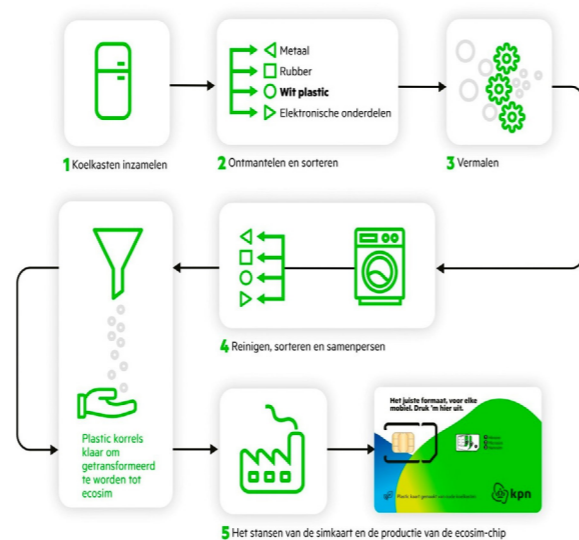 Metaal
Rubber
Wit plastic
Elektronische onderdelen
1 Koelkasten inzamelen
2 Ontmantelen en sorteren
3 Vermalen
4 Reinigen, sorteren en samenpersen
Plastic korrels
klaar om
getransformeerd
te worden tot
ecosim
Het juiste formaat, voor elke
mobiel. Druk 'm hier uit.
kpn
5 Het stansen van de simkaart en de productie van de ecosim-chip